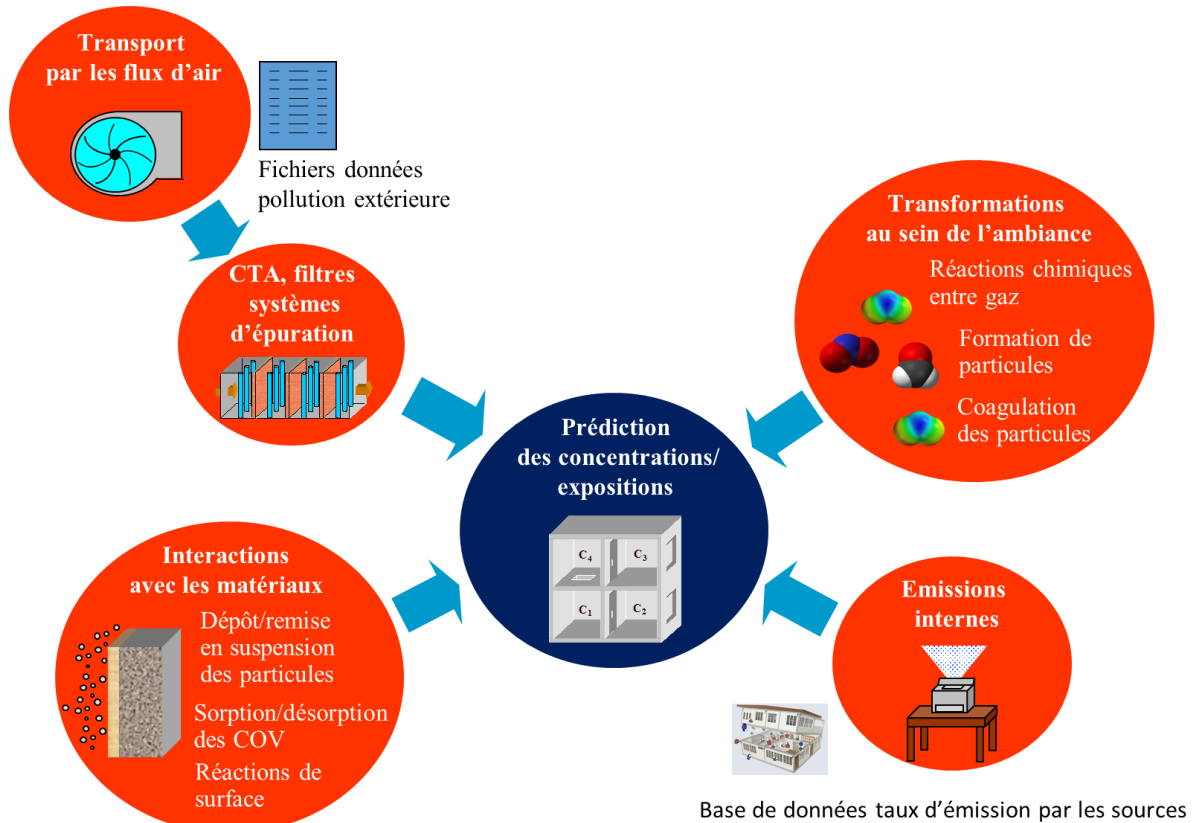 Transport
par les flux d'air
Fichiers données
pollution extérieure
CTA, filtres
systèmes
d'épuration
Transformations
au sein de l'ambiance
Réactions chimiques
entre gaz
Formation de
particules
Coagulation
des particules
Prédiction
des concentrations/
expositions
C4
C3
C1
C2
Interactions
avec les matériaux
Dépôt/remise
en suspension
des particules
Sorption/désorption
des COV
Réactions de
surface
Emissions
internes
Base de données taux d'émission par les sources